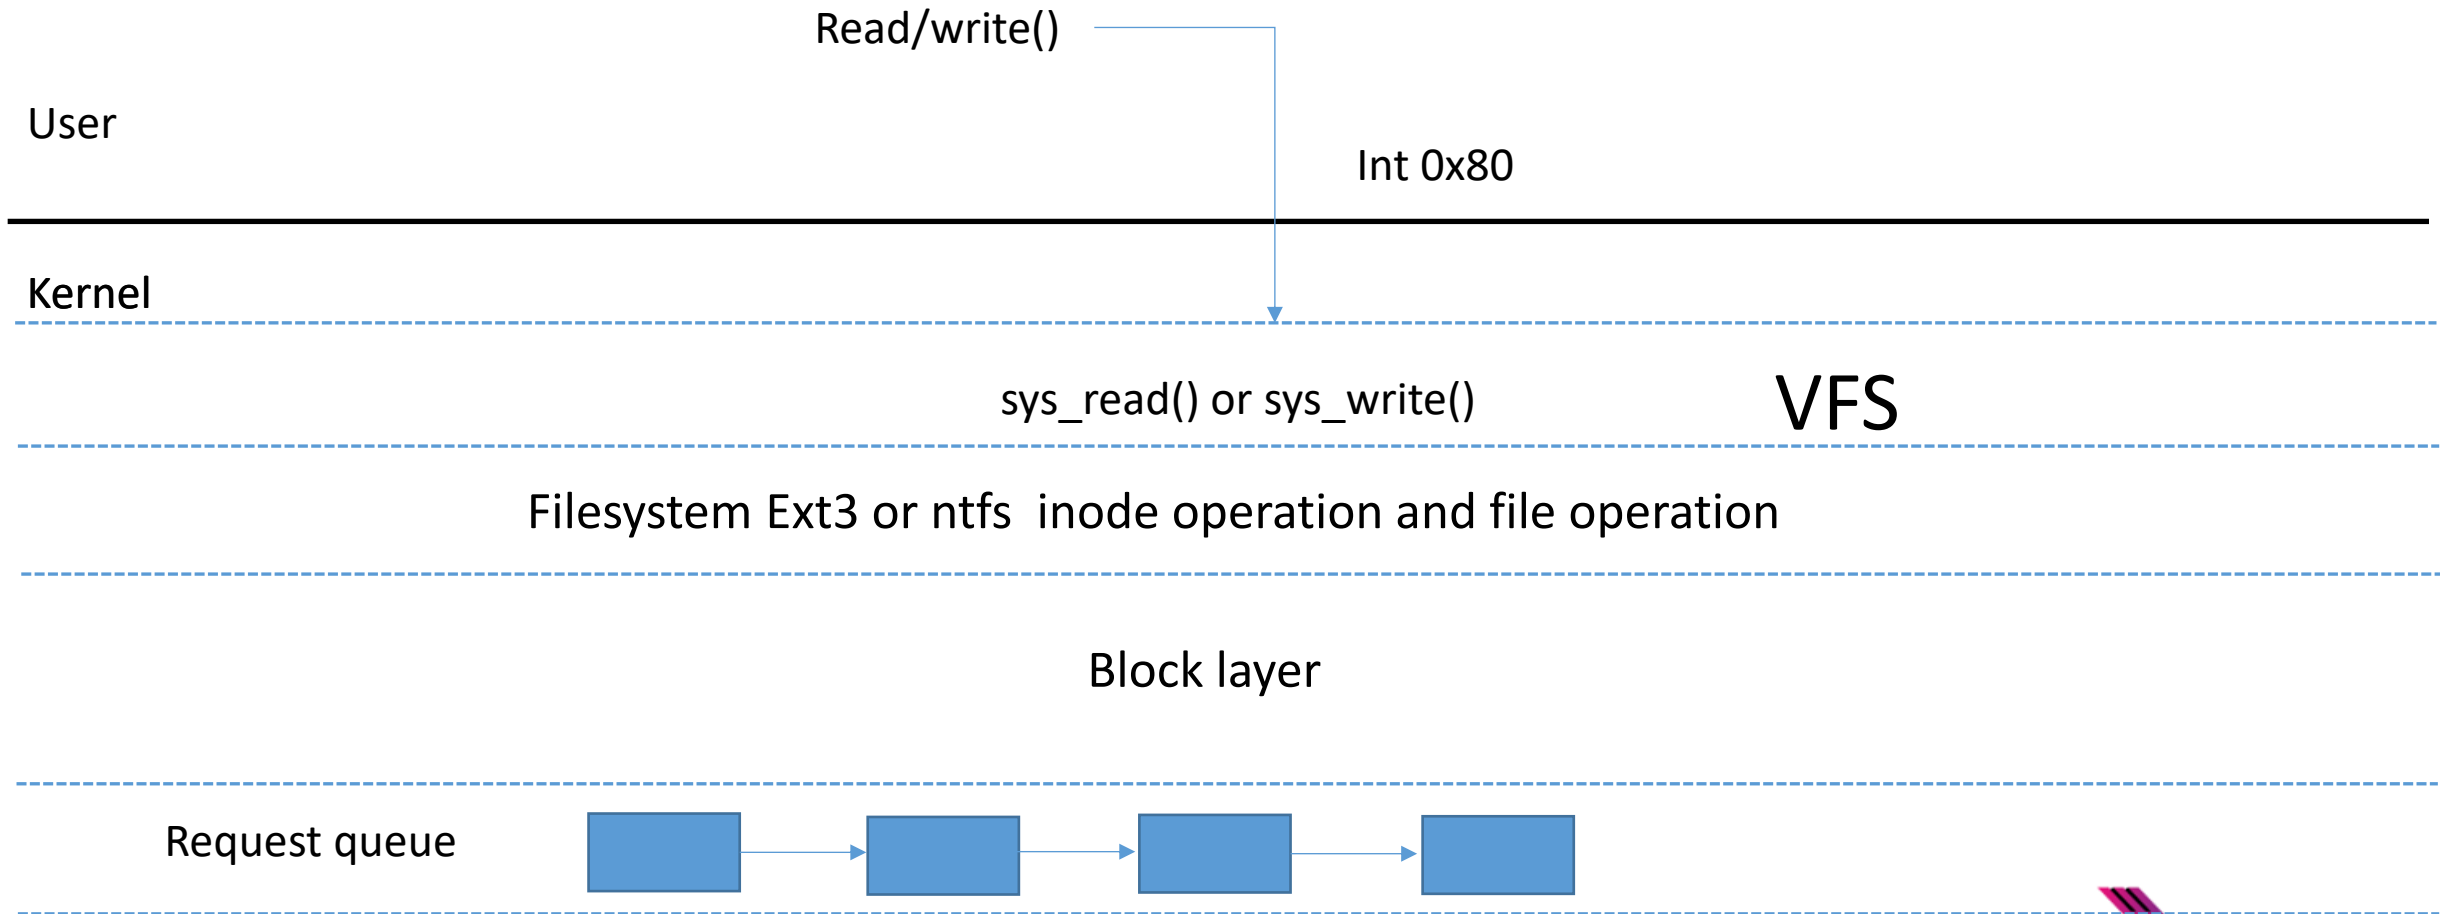 Read/write()
User
Int 0x80
Kernel
sys_read() or sys_write()
VFS
Filesystem Ext3 or ntfs  inode operation and file operation
Block layer
Request queue